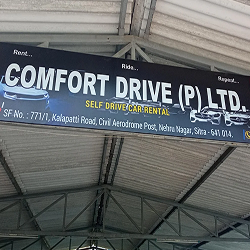 Rent...
Ride...
Repeat....
COMFORT DRIVE (P) LTD.,
SELF DRIVE CAR RENTAL
SF No. : 771/1, Kalapatti Road, Civil Aerodrome Post, Nehru Nagar, Sitra - 641 014.